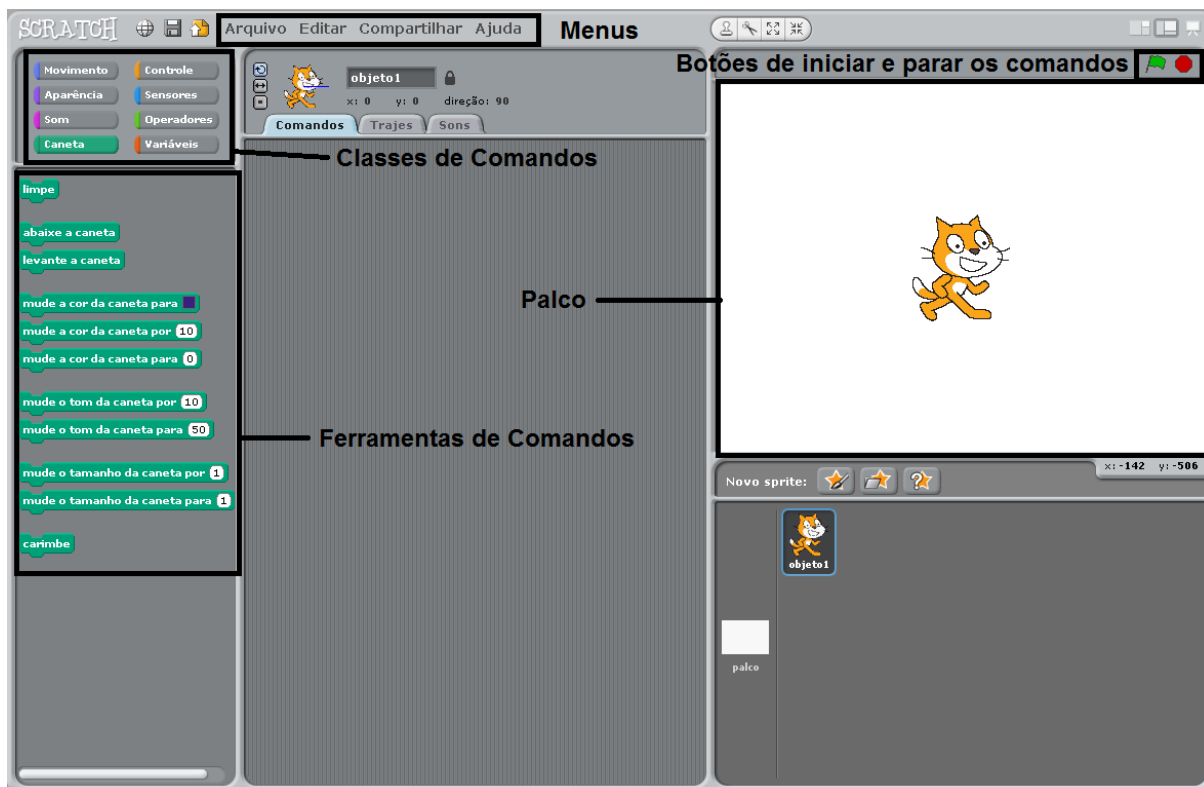 SCRATCH Arquivo Editar Compartilhar Ajuda Menus
Botões de iniciar e parar os comandos
Movimento Controle
Aparência Sensores
Som Operadores
Caneta Variáveis
objeto1
x: 0 y: 0 direção: 90
Comandos Trajes Sons
Classes de Comandos
limpe
abaixe a caneta
levante a caneta
mude a cor da caneta para
mude a cor da caneta por 10
mude a cor da caneta para 0
mude o tom da caneta por 10
mude o tom da caneta para 50
mude o tamanho da caneta por 1
mude o tamanho da caneta para 1
carimbe
Palco
Ferramentas de Comandos
x: -142 y: -506
Novo sprite:
objeto1
palco